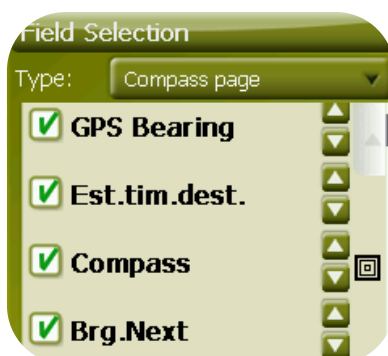 Field Selection
Type: Compass page
GPS Bearing
Est.tim.dest.
Compass
Brg.Next